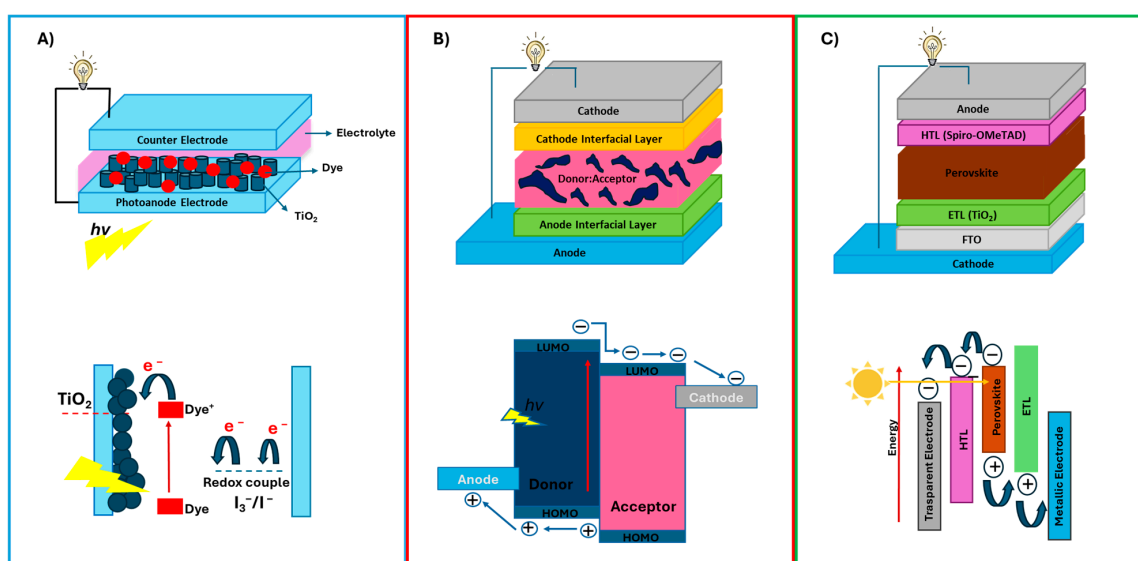 A)
Counter Electrode
Electrolyte
Dye
Photoanode Electrode
TiO₂
hv
TiO₂
e⁻
Dye⁺
e⁻ e⁻
Redox couple
I₃⁻/I⁻
Dye
B)
Cathode
Cathode Interfacial Layer
Donor:Acceptor
Anode Interfacial Layer
Anode
LUMO
LUMO
Cathode
hv
Anode
Donor
Acceptor
HOMO
HOMO
C)
Anode
HTL (Spiro-OMeTAD)
Perovskite
ETL (TiO₂)
FTO
Cathode
Energy
Trasparent Electrode
HTL
Perovskite
ETL
Metallic Electrode